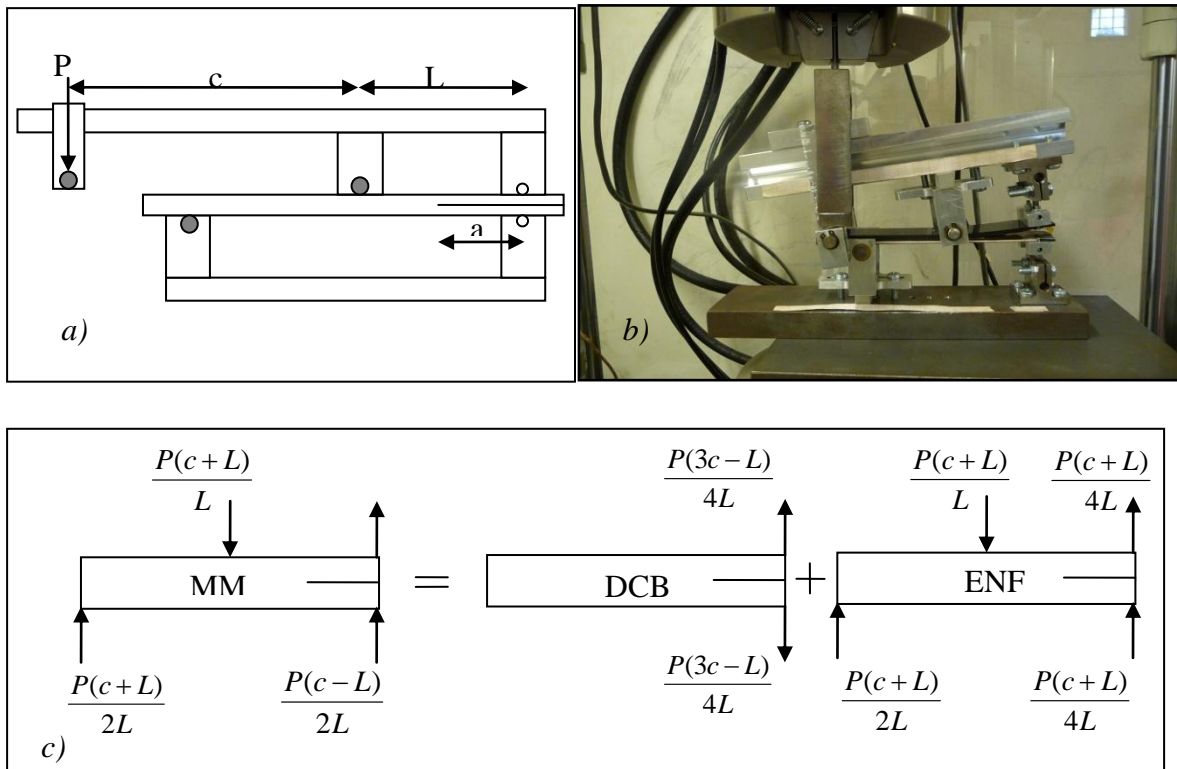 P
c
L
a
a)
b)
P(c+L)
L
MM
P(c+L)
2L
P(c−L)
2L
=
P(3c−L)
4L
DCB
P(3c−L)
4L
+
P(c+L)
L
P(c+L)
4L
ENF
P(c+L)
2L
P(c+L)
4L
c)